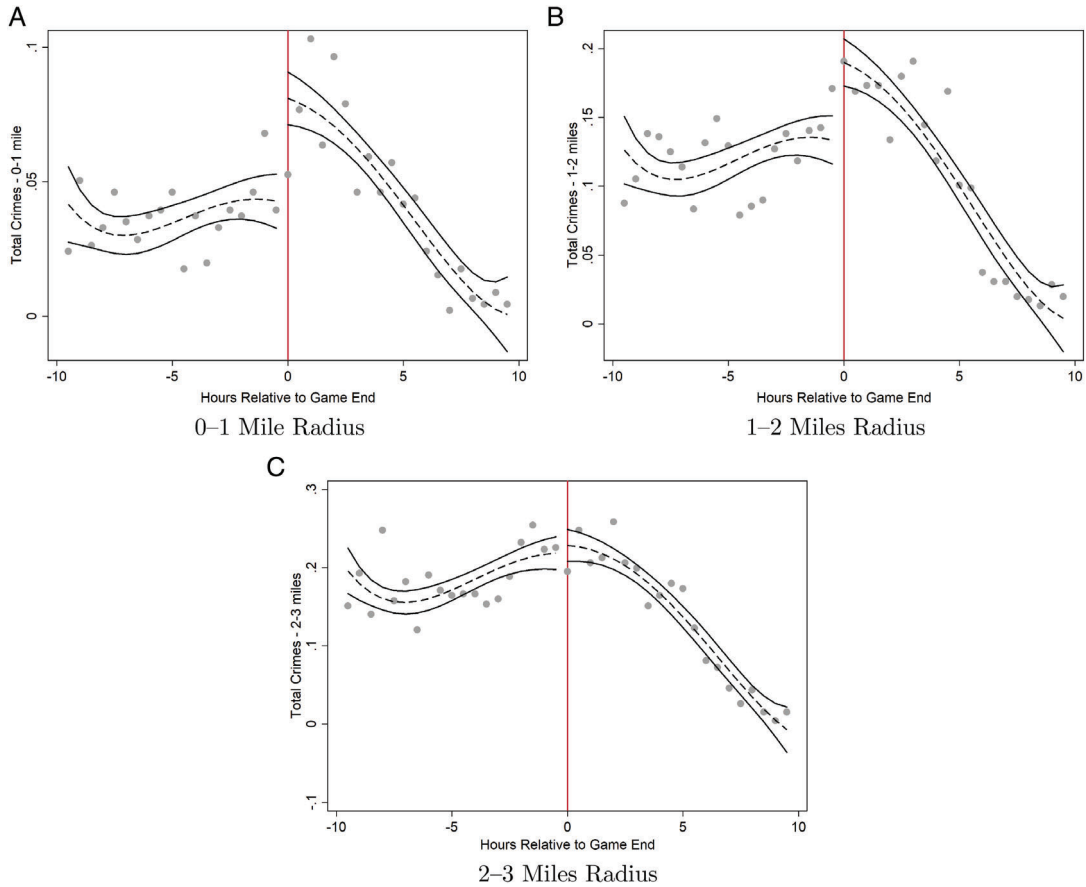 A
Total Crimes - 0-1 mile
.1
.05
0
-10 -5 0 5 10
Hours Relative to Game End
0–1 Mile Radius
B
Total Crimes - 1-2 miles
.2
.15
.1
.05
0
-10 -5 0 5 10
Hours Relative to Game End
1–2 Miles Radius
C
Total Crimes - 2-3 miles
.3
.2
.1
0
-.1
-10 -5 0 5 10
Hours Relative to Game End
2–3 Miles Radius